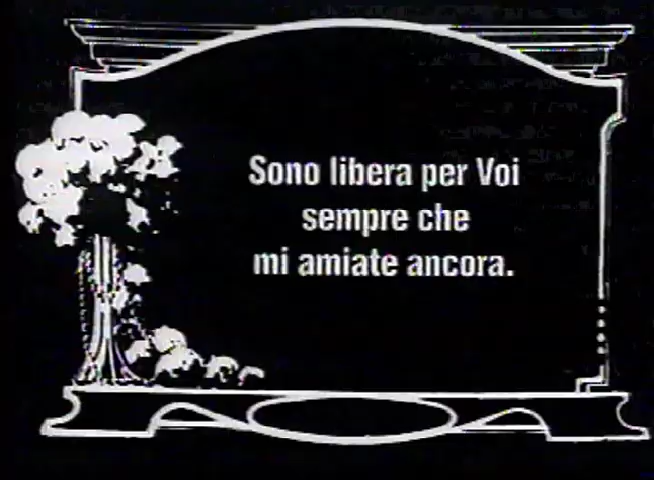 Sono libera per Voi
sempre che
mi amiate ancora.